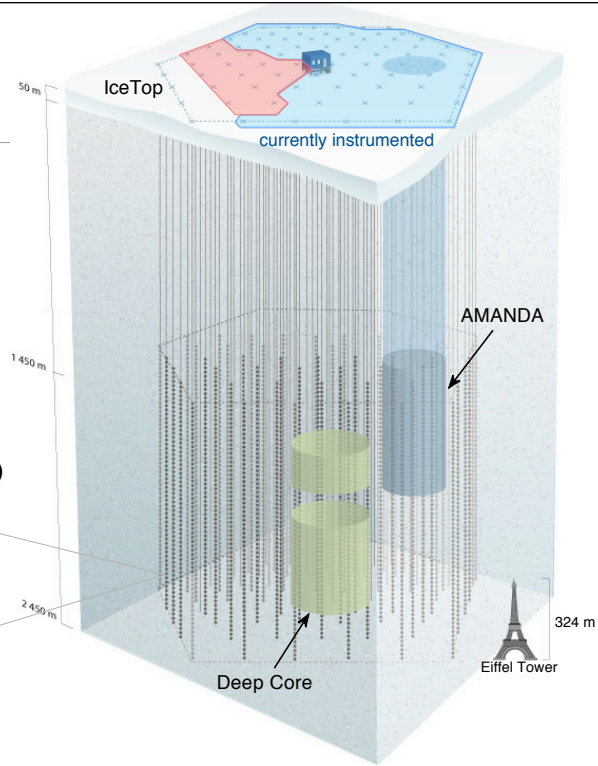 50 m
IceTop
currently instrumented
AMANDA
1 450 m
)
2 450 m
324 m
Eiffel Tower
Deep Core